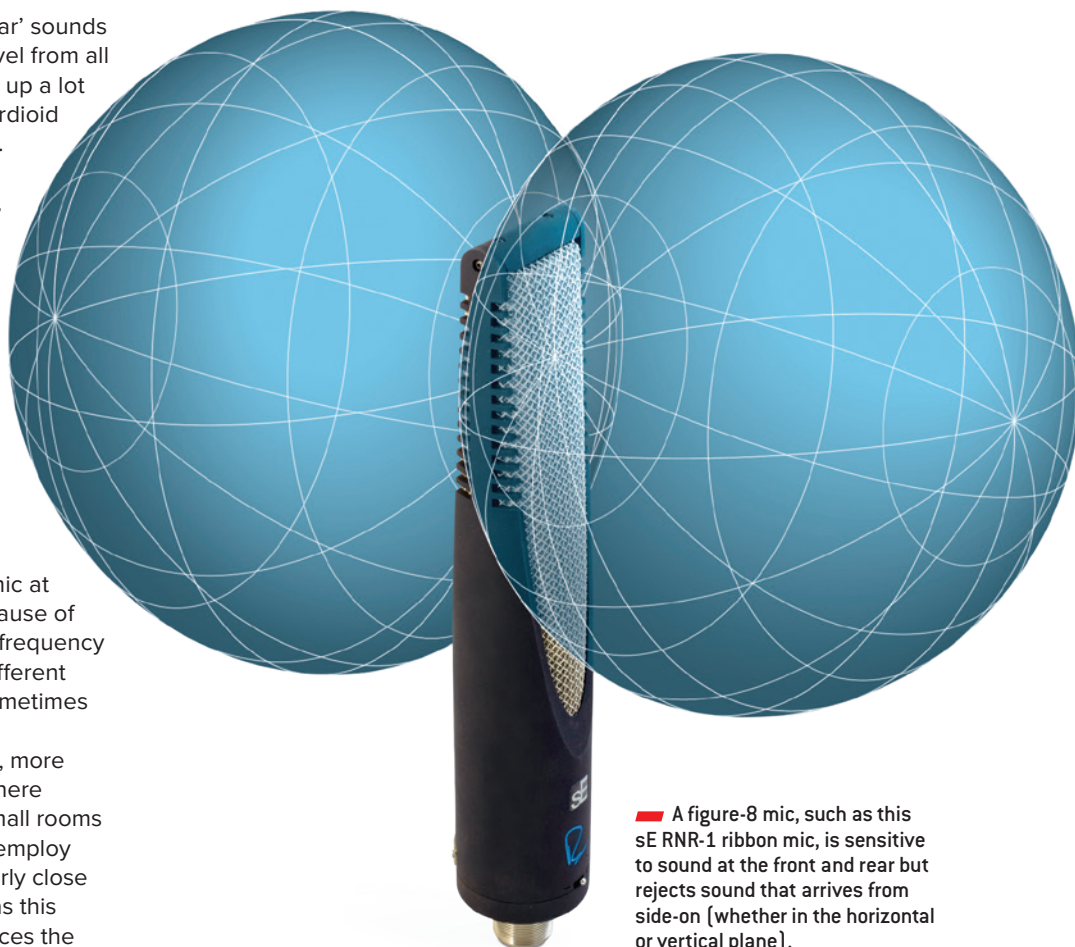 ar’ sounds
vel from all
up a lot
rdioid
nic at
ause of
frequency
fferent
metimes
, more
here
mall rooms
employ
rly close
as this
ces the
sE
A figure-8 mic, such as this
sE RNR-1 ribbon mic, is sensitive
to sound at the front and rear but
rejects sound that arrives from
side-on (whether in the horizontal
or vertical plane).